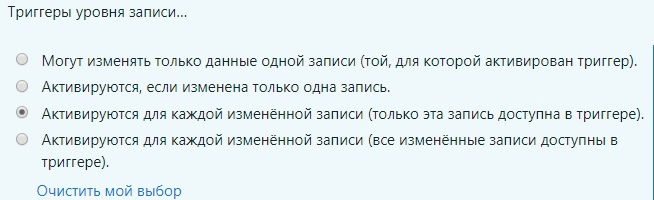 Триггеры уровня записи...
Могут изменять только данные одной записи (той, для которой активирован триггер).
Активируются, если изменена только одна запись.
Активируются для каждой изменённой записи (только эта запись доступна в триггере).
Активируются для каждой изменённой записи (все изменённые записи доступны в
триггере).
Очистить мой выбор